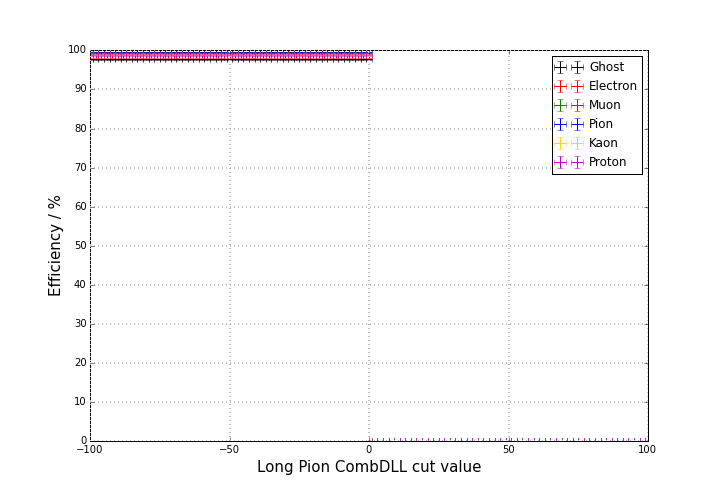 100
90
80
70
60
50
40
30
20
10
0
Efficiency / %
−100
−50
0
50
100
Long Pion CombDLL cut value
Ghost
Electron
Muon
Pion
Kaon
Proton